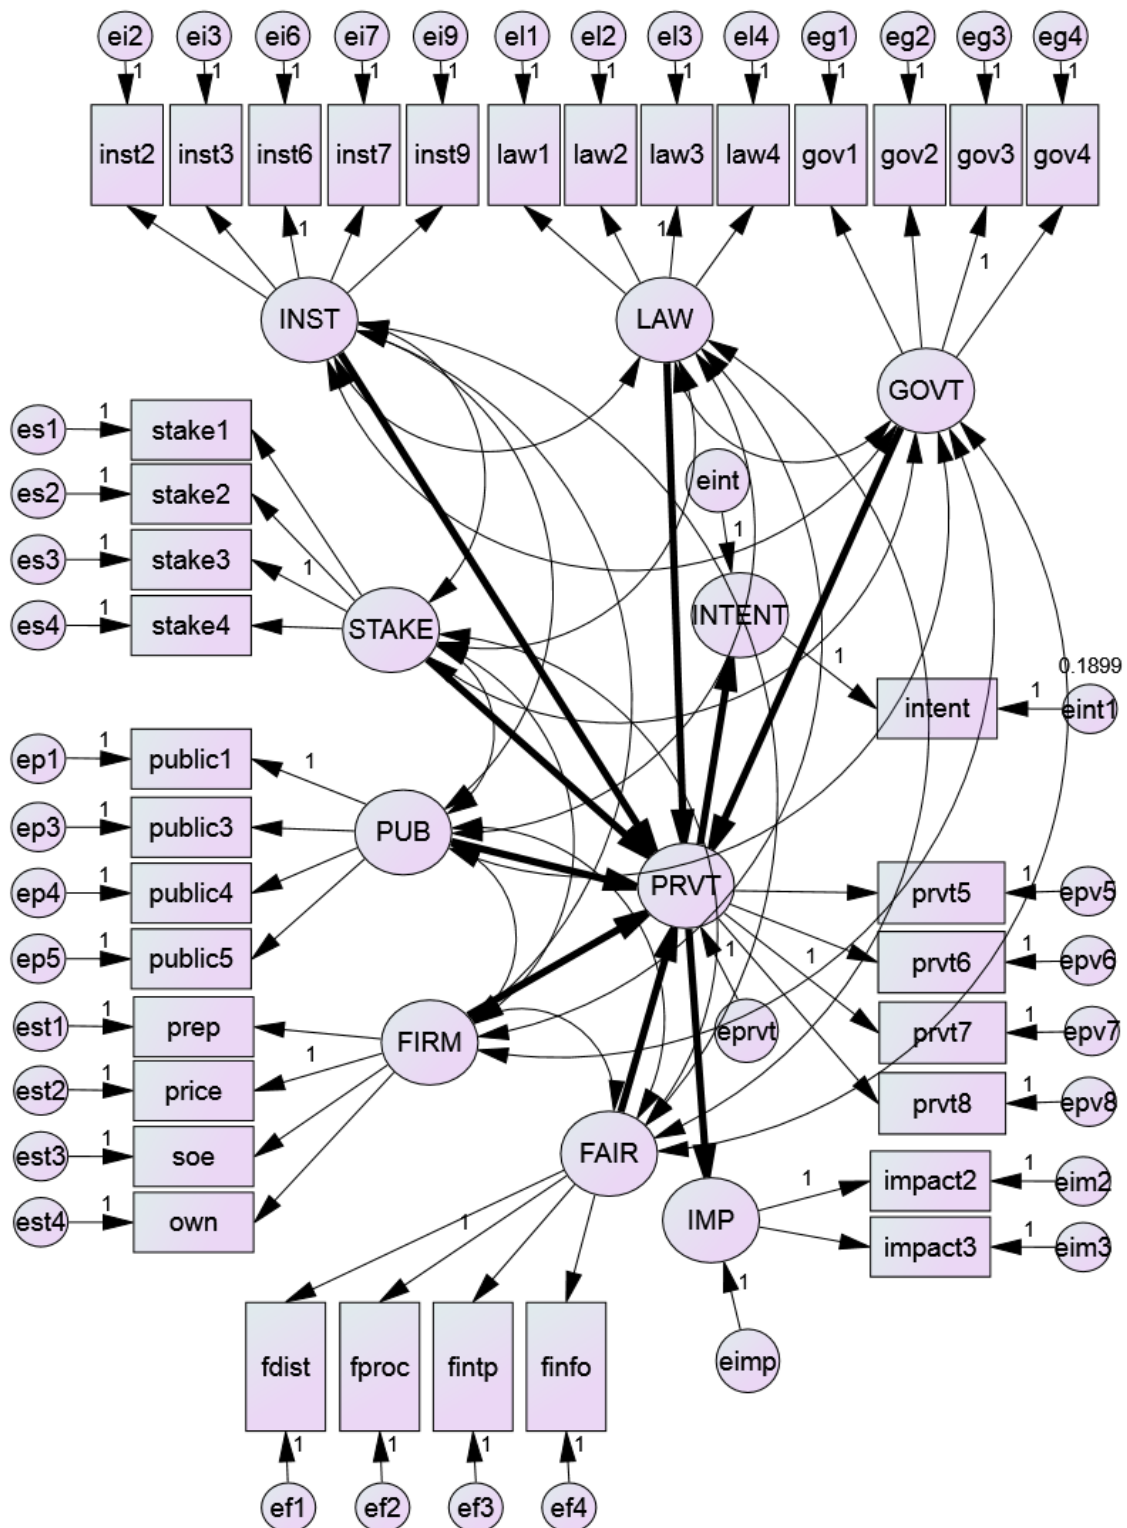 ei2 ei3 ei6 ei7 ei9 el1 el2 el3 el4 eg1 eg2 eg3 eg4
1 1 1 1 1 1 1 1 1 1 1 1 1
inst2 inst3 inst6 inst7 inst9 law1 law2 law3 law4 gov1 gov2 gov3 gov4
1 1 1
INST LAW
GOVT
es1 1 stake1
eint
es2 1 stake2
1
es3 1 stake3 1
INTENT
es4 1 stake4 STAKE
1 0.1899
intent 1 eint1
ep1 1 public1 1
ep3 1 public3 PUB
ep4 1 public4 PRVT prvt5 1 epv5
ep5 1 public5 1 1 prvt6 1 epv6
est1 1 prep FIRM eprvt prvt7 1 epv7
est2 1 price 1 prvt8 1 epv8
est3 1 soe FAIR 1 impact2 1 eim2
est4 1 own 1 IMP impact3 1 eim3
1
fdist fproc fintp finfo eimp
1 1 1 1
ef1 ef2 ef3 ef4